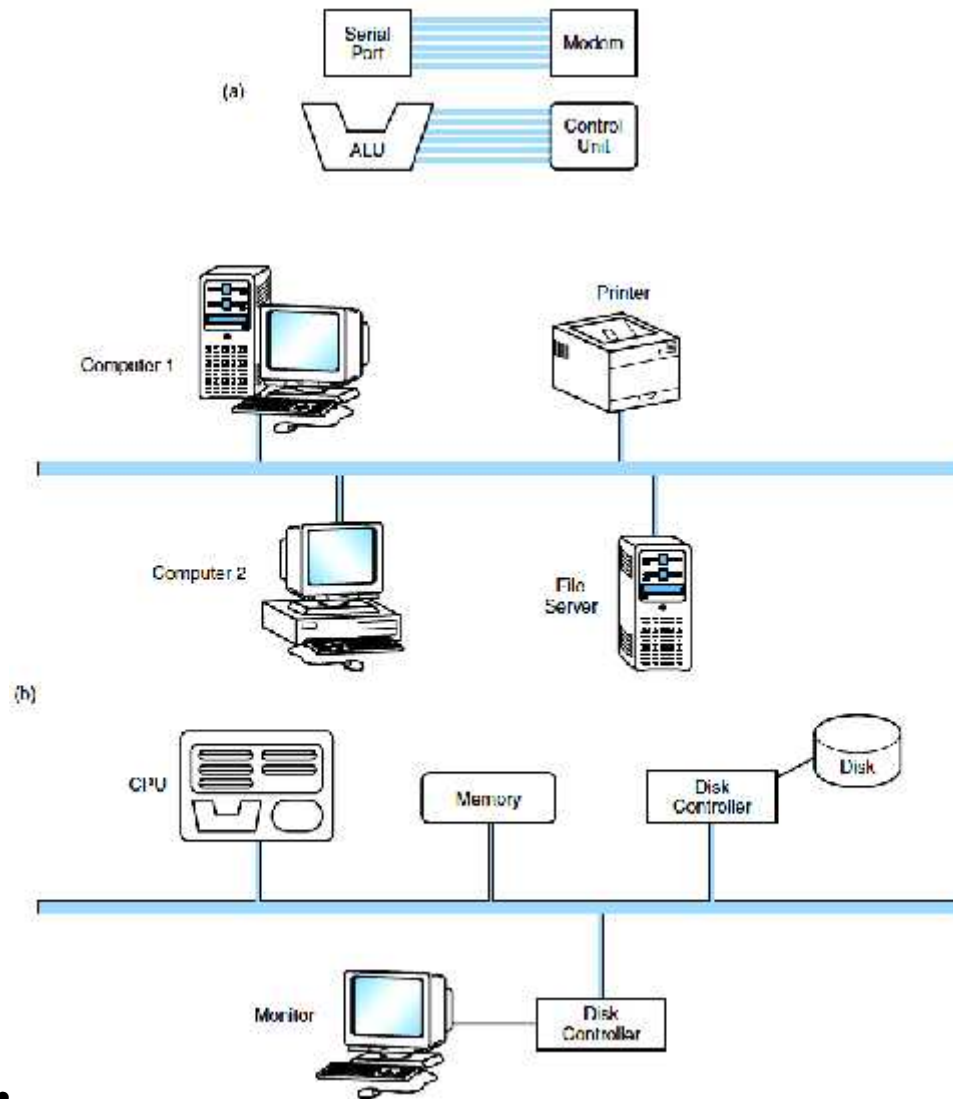 Serial
Port
Modem
(a)
ALU
Control
Unit
Printer
Computer 1
Computer 2
File
Server
(b)
CPU
Memory
Disk
Controller
Disk
Monitor
Disk
Controller